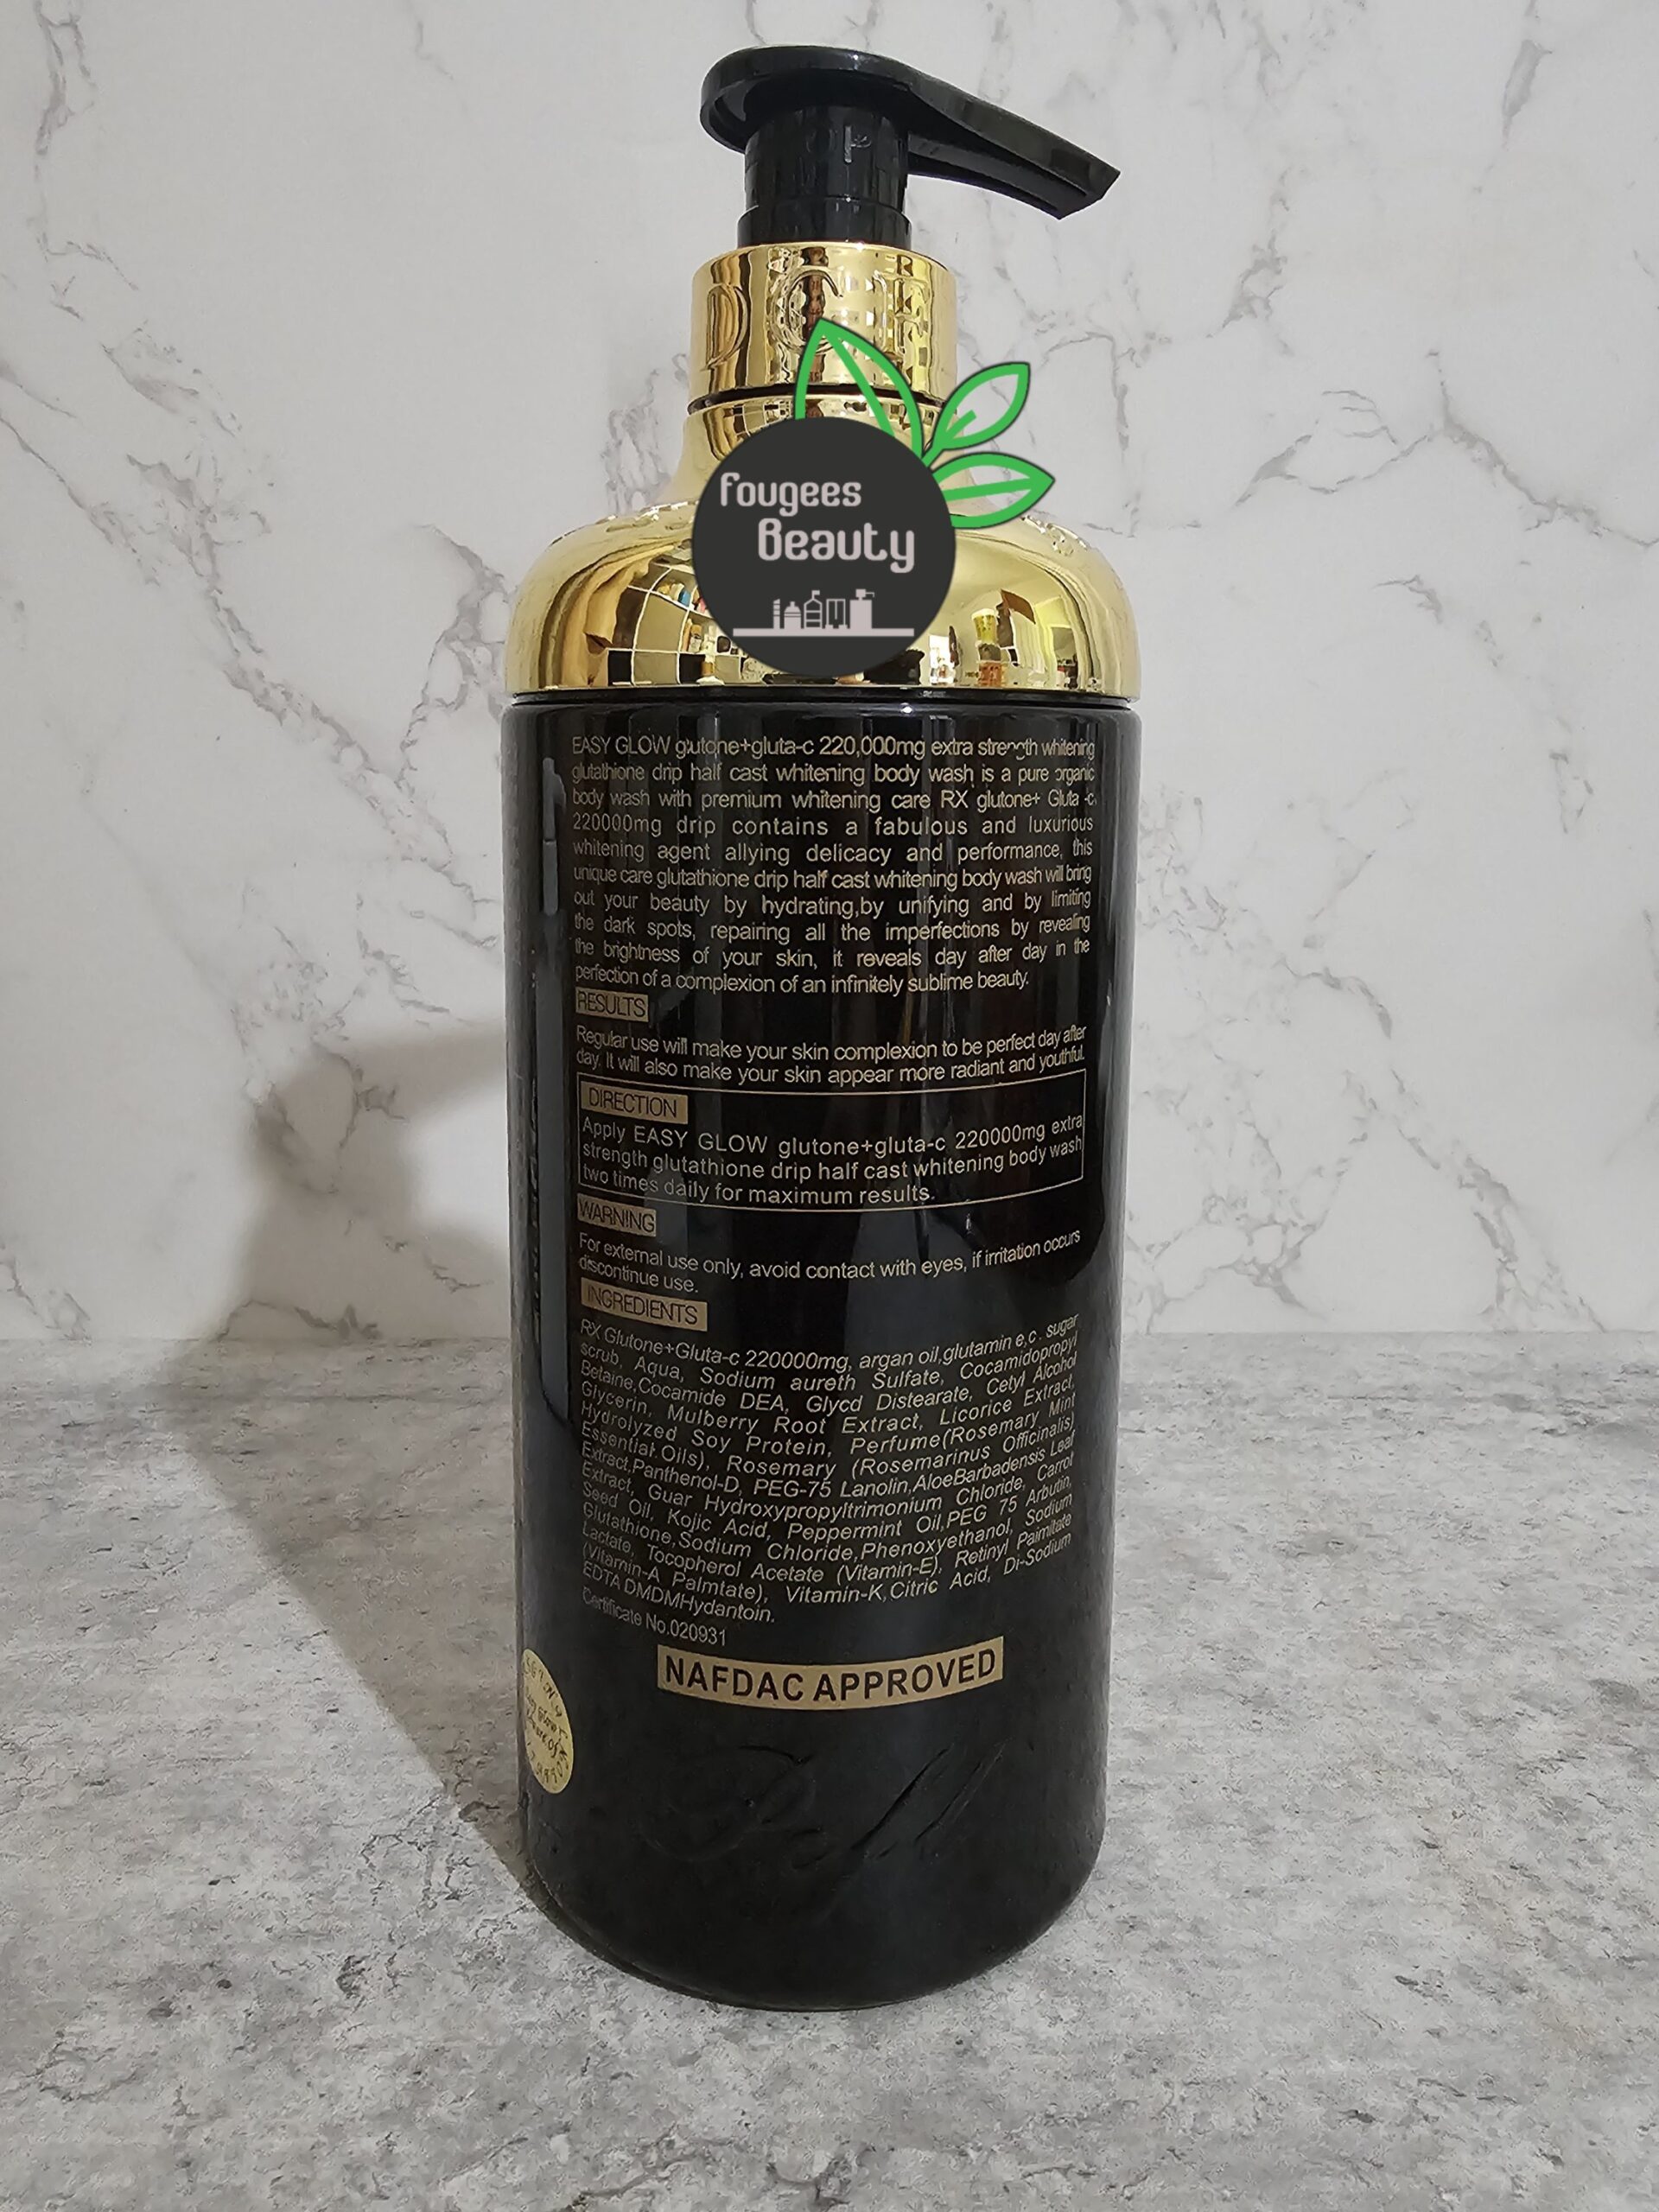 fougees
Beauty
EASY GLOW glutone+gluta-c 220,000mg extra strength whitening
glutathione drip half cast whitening body wash is a pure organic
body wash with premium whitening care RX glutone+ Gluta -c.
220000mg drip contains a fabulous and luxurious
whitening agent allying delicacy and performance, this
unique care glutathione drip half cast whitening body wash will bring
out your beauty by hydrating,by unifying and by limiting
the dark spots, repairing all the imperfections by revealing
the brightness of your skin, it reveals day after day in the
perfection of a complexion of an infinitely sublime beauty.
RESULTS
Regular use will make your skin complexion to be perfect day after
day. It will also make your skin appear more radiant and youthful.
DIRECTION
Apply EASY GLOW glutone+gluta-c 220000mg extra
strength glutathione drip half cast whitening body wash
two times daily for maximum results.
WARNING
For external use only, avoid contact with eyes, if irritation occurs
discontinue use.
INGREDIENTS
RX Glutone+Gluta-c 220000mg, argan oil,glutamin e,c. sugar
scrub, Aqua, Sodium aureth Sulfate, Cocamidopropyl
Betaine,Cocamide DEA, Glycd Distearate, Cetyl Alcohol
Glycerin, Mulberry Root Extract, Licorice Extract,
Hydrolyzed Soy Protein, Perfume(Rosemary Mint
Essential Oils), Rosemary (Rosemarinus Officinalis)
Extract,Panthenol-D, PEG-75 Lanolin,AloeBarbadensis Leaf
Extract, Guar Hydroxypropyltrimonium Chloride, Carrot
Seed Oil, Kojic Acid, Peppermint Oil,PEG 75 Arbutin,
Glutathione,Sodium Chloride,Phenoxyethanol, Sodium
Lactate, Tocopherol Acetate (Vitamin-E), Retinyl Palmitate
(Vitamin-A Palmtate), Vitamin-K,Citric Acid, Di-Sodium
EDTA DMDMHydantoin.
Certificate No.020931
NAFDAC APPROVED